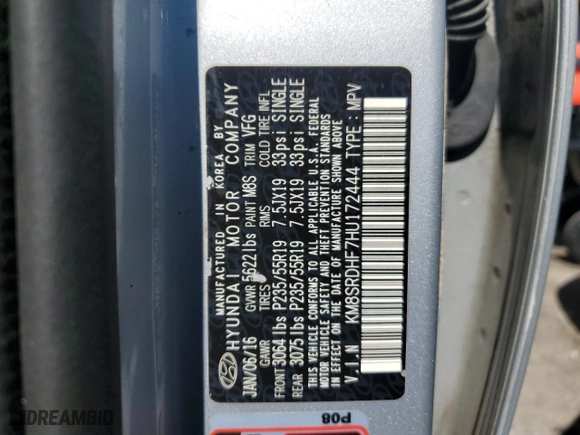 MANUFACTURED IN KOREA BY
HYUNDAI MOTOR COMPANY
JAN/06/16 GVWR 5622lbs PAINT M8S TRIM VFG
GAWR TIRES RIMS COLD TIRE INFL
FRONT 3064 lbs P235/55R19 7.5JX19 33psi SINGLE
REAR 3075 lbs P235/55R19 7.5JX19 33psi SINGLE
THIS VEHICLE CONFORMS TO ALL APPLICABLE U.S.A. FEDERAL
MOTOR VEHICLE SAFETY AND THEFT PREVENTION STANDARDS
IN EFFECT ON THE DATE OF MANUFACTURE SHOWN ABOVE
V.I.N : KM8SRDHF7HU172444 TYPE : MPV
P08
IDREAMBID